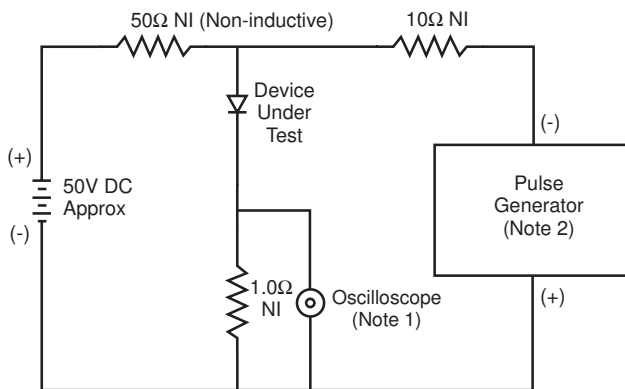 50Ω NI (Non-inductive)
10Ω NI
Device
Under
Test
(+)
50V DC
Approx
(-)
(-)
Pulse
Generator
(Note 2)
(+)
1.0Ω
NI
Oscilloscope
(Note 1)